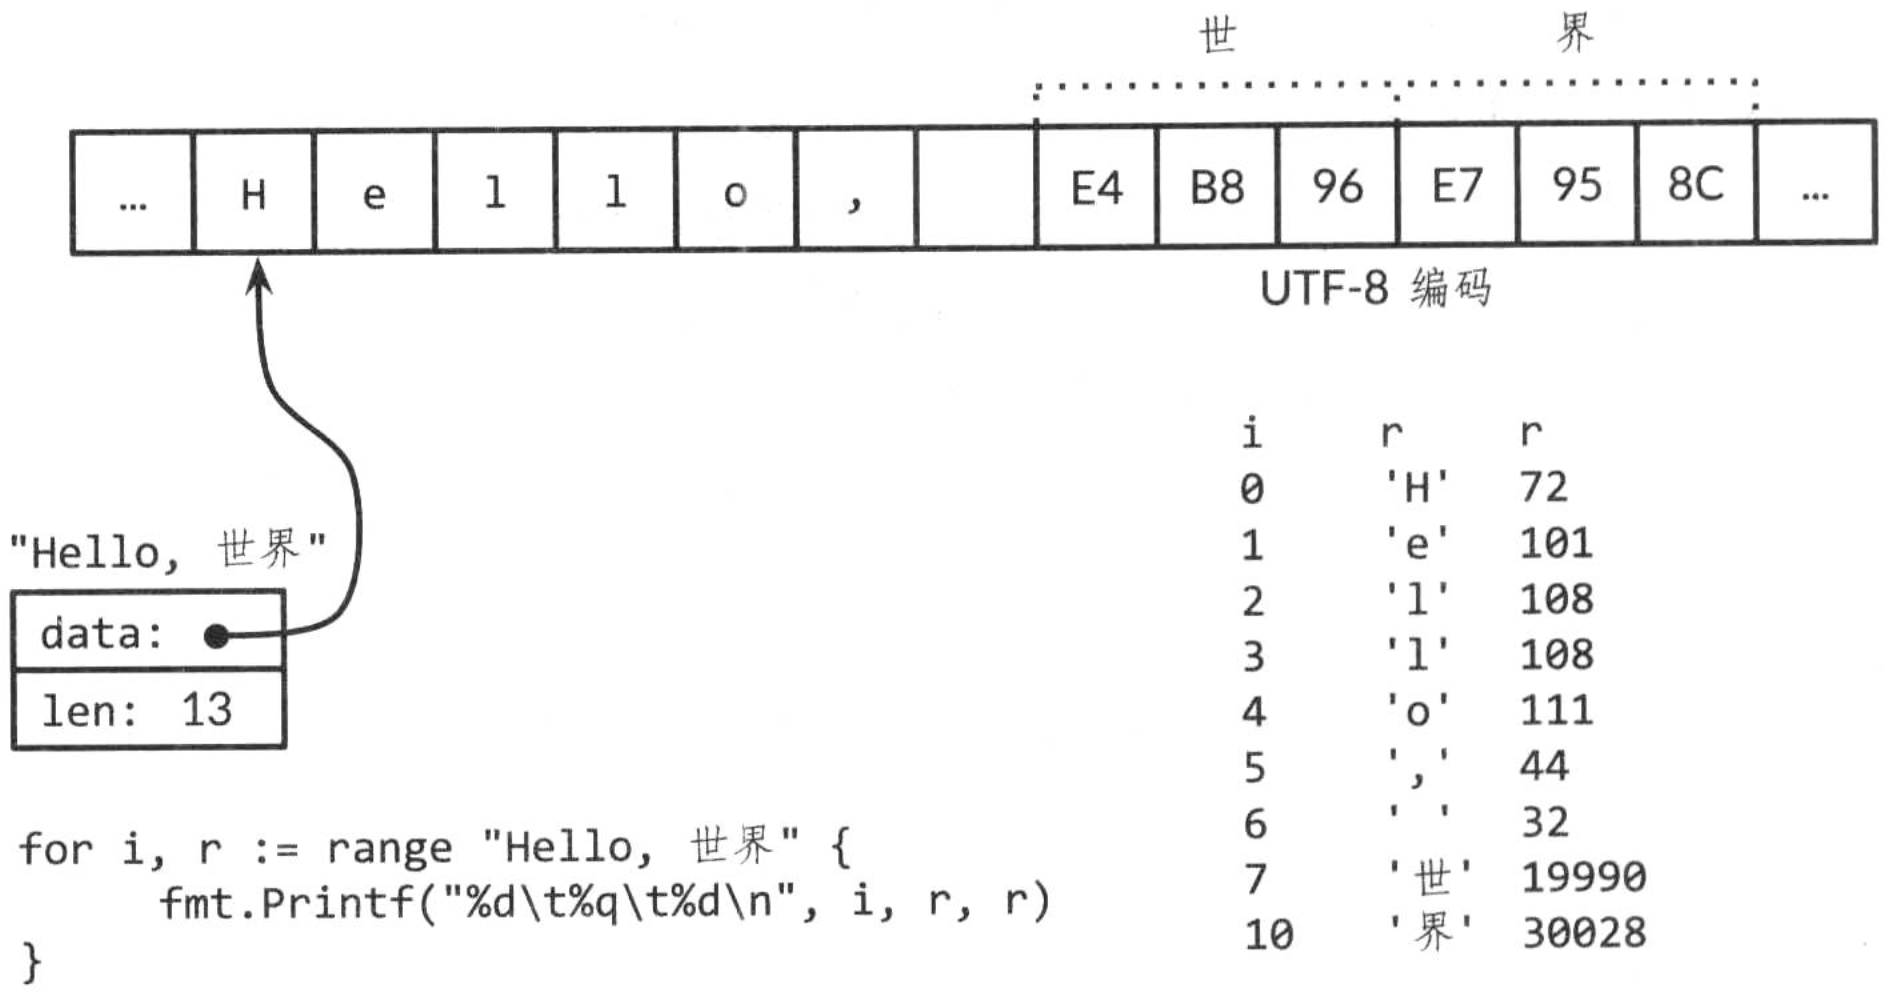 世 界
… H e l l o , E4 B8 96 E7 95 8C …
UTF-8 编码
"Hello, 世界"
data:
len: 13
for i, r := range "Hello, 世界" {
fmt.Printf("%d\t%q\t%d\n", i, r, r)
}
i r r
0 'H' 72
1 'e' 101
2 'l' 108
3 'l' 108
4 'o' 111
5 ',' 44
6 ' ' 32
7 '世' 19990
10 '界' 30028